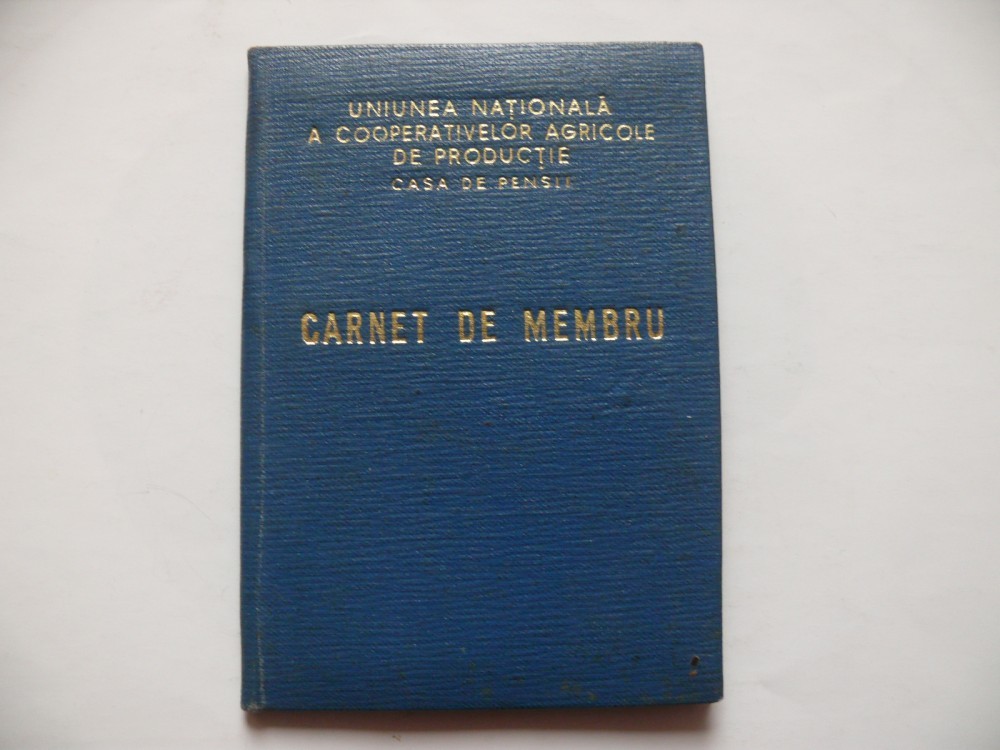 UNIUNEA NAȚIONALĂ
A COOPERATIVELOR AGRICOLE
DE PRODUCȚIE
CASA DE PENSII
CARNET DE MEMBRU